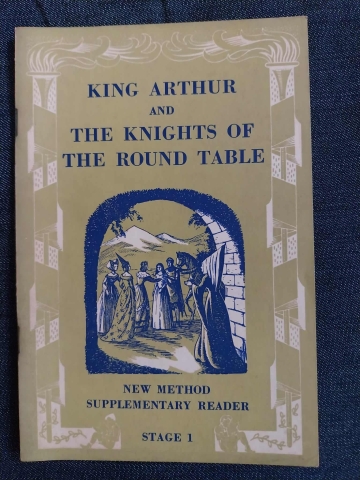 KING ARTHUR
AND
THE KNIGHTS OF
THE ROUND TABLE
NEW METHOD
SUPPLEMENTARY READER
STAGE 1